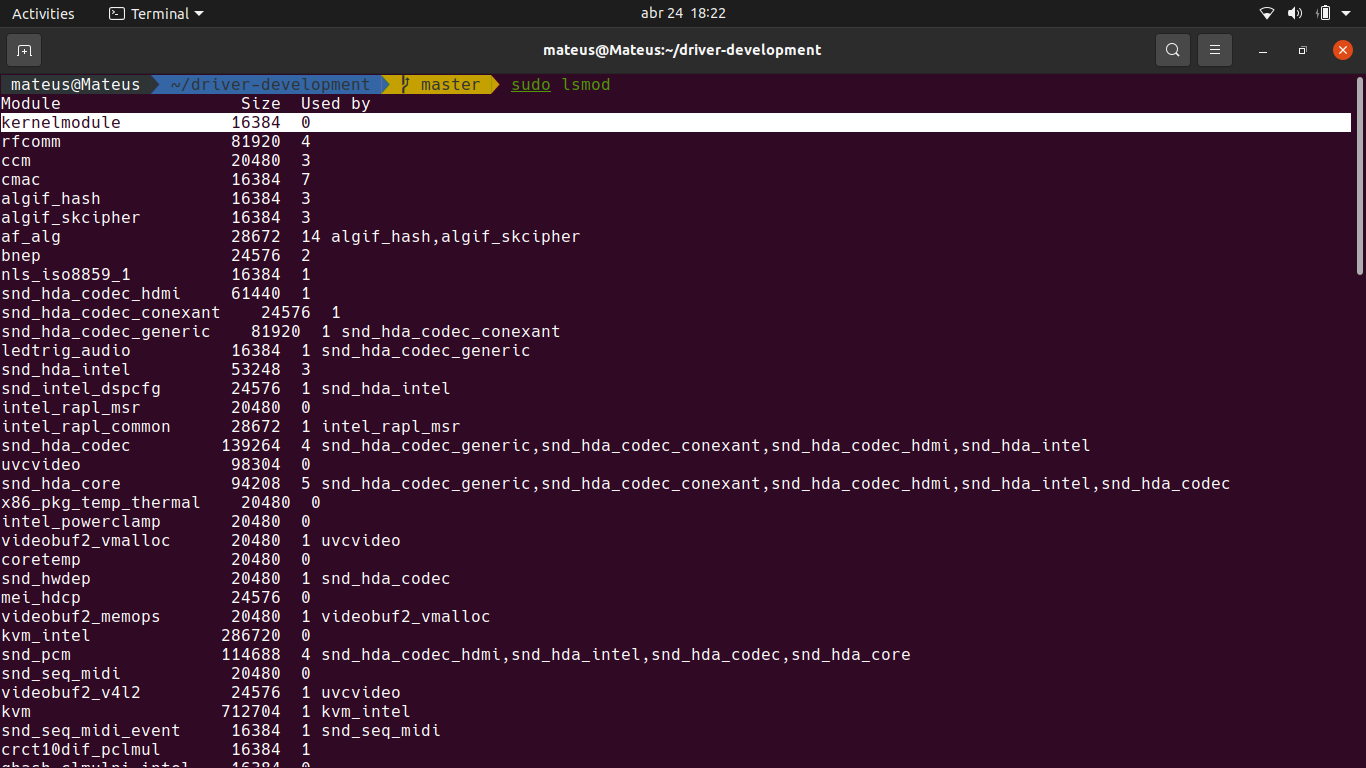 Activities Terminal abr 24 18:22
mateus@Mateus:~/driver-development
mateus@Mateus ~/driver-development master sudo lsmod
Module                  Size  Used by
kernelmodule           16384  0
rfcomm                 81920  4
ccm                    20480  3
cmac                   16384  7
algif_hash             16384  3
algif_skcipher         16384  3
af_alg                 28672  14 algif_hash,algif_skcipher
bnep                   24576  2
nls_iso8859_1          16384  1
snd_hda_codec_hdmi     61440  1
snd_hda_codec_conexant    24576  1
snd_hda_codec_generic    81920  1 snd_hda_codec_conexant
ledtrig_audio          16384  1 snd_hda_codec_generic
snd_hda_intel          53248  3
snd_intel_dspcfg       24576  1 snd_hda_intel
intel_rapl_msr         20480  0
intel_rapl_common      28672  1 intel_rapl_msr
snd_hda_codec         139264  4 snd_hda_codec_generic,snd_hda_codec_conexant,snd_hda_codec_hdmi,snd_hda_intel
uvcvideo               98304  0
snd_hda_core           94208  5 snd_hda_codec_generic,snd_hda_codec_conexant,snd_hda_codec_hdmi,snd_hda_intel,snd_hda_codec
x86_pkg_temp_thermal    20480  0
intel_powerclamp       20480  0
videobuf2_vmalloc      20480  1 uvcvideo
coretemp               20480  0
snd_hwdep              20480  1 snd_hda_codec
mei_hdcp               24576  0
videobuf2_memops       20480  1 videobuf2_vmalloc
kvm_intel             286720  0
snd_pcm               114688  4 snd_hda_codec_hdmi,snd_hda_intel,snd_hda_codec,snd_hda_core
snd_seq_midi           20480  0
videobuf2_v4l2         24576  1 uvcvideo
kvm                   712704  1 kvm_intel
snd_seq_midi_event     16384  1 snd_seq_midi
crct10dif_pclmul       16384  1
ghash_clmulni_intel    16384  0